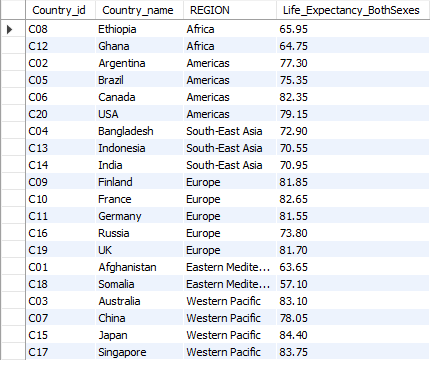 Country_id Country_name REGION Life_Expectancy_BothSexes
C08 Ethiopia Africa 65.95
C12 Ghana Africa 64.75
C02 Argentina Americas 77.30
C05 Brazil Americas 75.35
C06 Canada Americas 82.35
C20 USA Americas 79.15
C04 Bangladesh South-East Asia 72.90
C13 Indonesia South-East Asia 70.55
C14 India South-East Asia 70.95
C09 Finland Europe 81.85
C10 France Europe 82.65
C11 Germany Europe 81.55
C16 Russia Europe 73.80
C19 UK Europe 81.70
C01 Afghanistan Eastern Medite... 63.65
C18 Somalia Eastern Medite... 57.10
C03 Australia Western Pacific 83.10
C07 China Western Pacific 78.05
C15 Japan Western Pacific 84.40
C17 Singapore Western Pacific 83.75